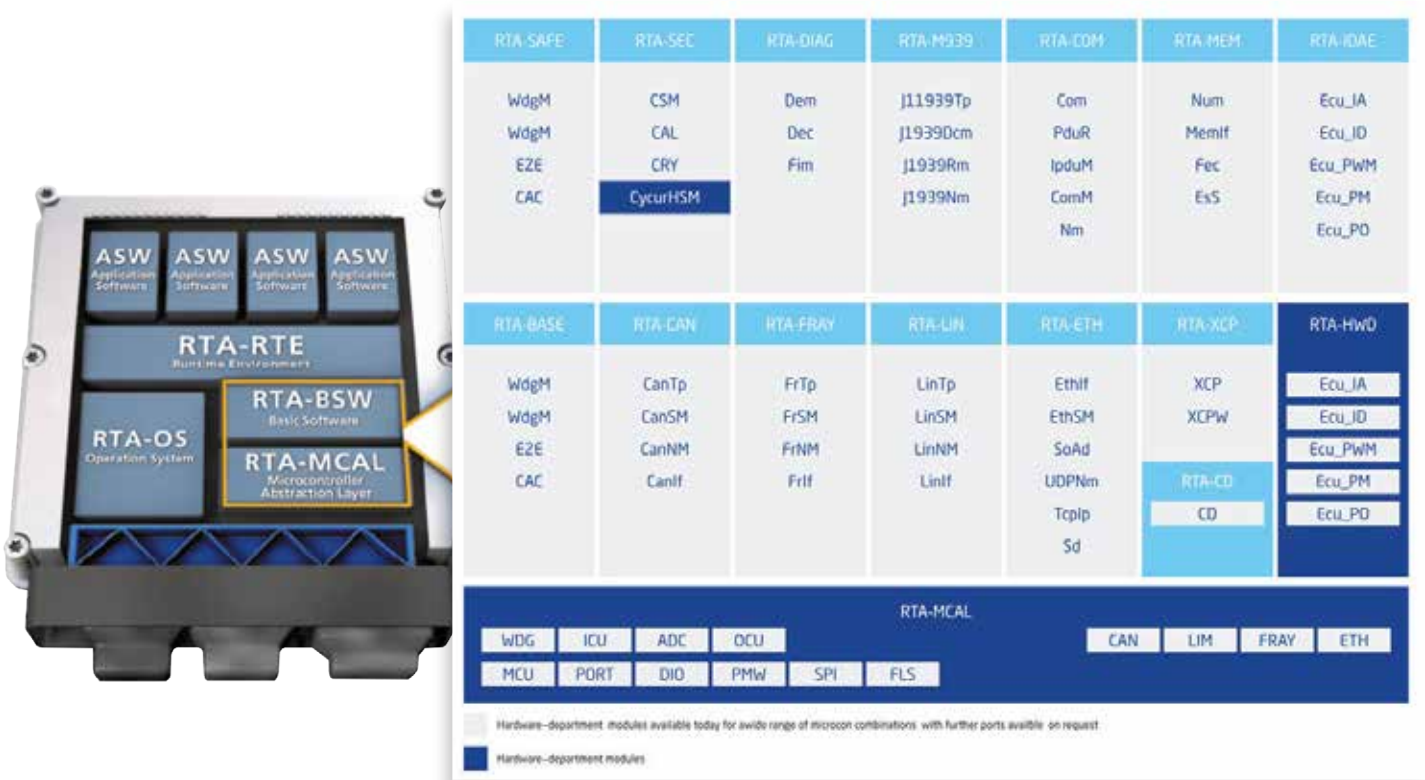 ASW ASW ASW ASW
Application Application Application Application
Software Software Software Software
RTA-RTE
Runtime Environment
RTA-BSW
Basic Software
RTA-OS
Operation System
RTA-MCAL
Microcontroller
Abstraction Layer
RTA-SAFE RTA-SEC RTA-DIAG RTA-M939 RTA-COM RTA-MEM RTA-IOAE
WdgM CSM Dem J11939Tp Com Num Ecu_IA
WdgM CAL Dec J1939Dcm PduR MemIf Ecu_ID
EZE CRY Fim J1939Rm IpduM Fec Ecu_PWM
CAC CycurHSM J1939Nm ComM EsS Ecu_PM
Nm Ecu_PO
RTA-BASE RTA-CAN RTA-FRAY RTA-LIN RTA-ETH RTA-XCP RTA-HWO
WdgM CanTp FrTp LinTp EthIf XCP Ecu_IA
WdgM CanSM FrSM LinSM EthSM XCPW Ecu_ID
E2E CanNM FrNM LinNM SoAd Ecu_PWM
CAC CanIf FrIf LinIf UDPNm RTA-CD Ecu_PM
TcpIp CD Ecu_PO
Sd
RTA-MCAL
WDG ICU ADC OCU CAN LIM FRAY ETH
MCU PORT DIO PMW SPI FLS
Hardware-department modules available today for awide range of microcon combinations with further ports avaible on request
Hardware-department modules